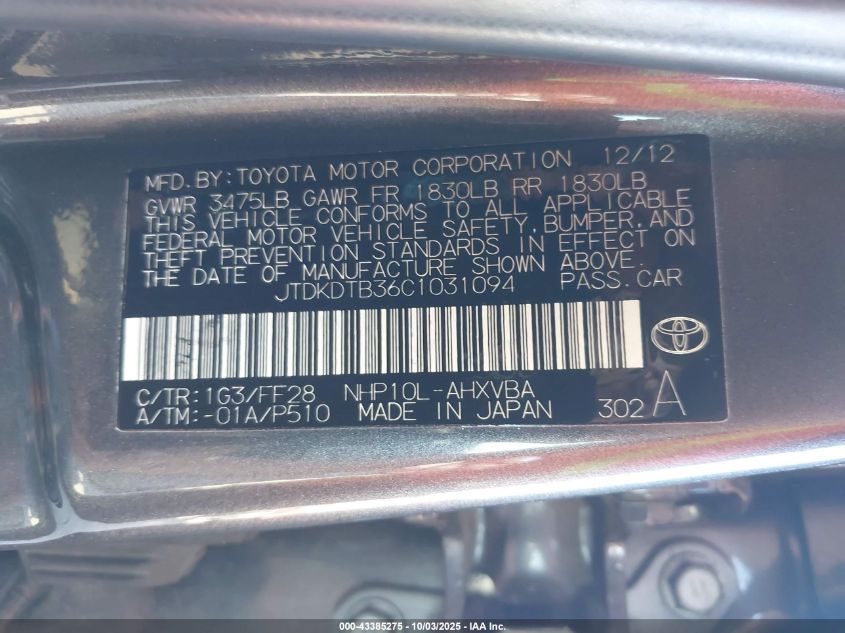 MFD.BY:TOYOTA MOTOR CORPORATION 12/12
GVWR 3475LB GAWR FR 1830LB RR 1830LB
THIS VEHICLE CONFORMS TO ALL APPLICABLE
FEDERAL MOTOR VEHICLE SAFETY,BUMPER,AND
THEFT PREVENTION STANDARDS IN EFFECT ON
THE DATE OF MANUFACTURE SHOWN ABOVE.
JTDKDTB36C1031094 PASS.CAR
C/TR:1G3/FF28 NHP10L-AHXVBA
A/TM:-01A/P510 MADE IN JAPAN 302 A
000-43385275 - 10/03/2025 - IAA Inc.